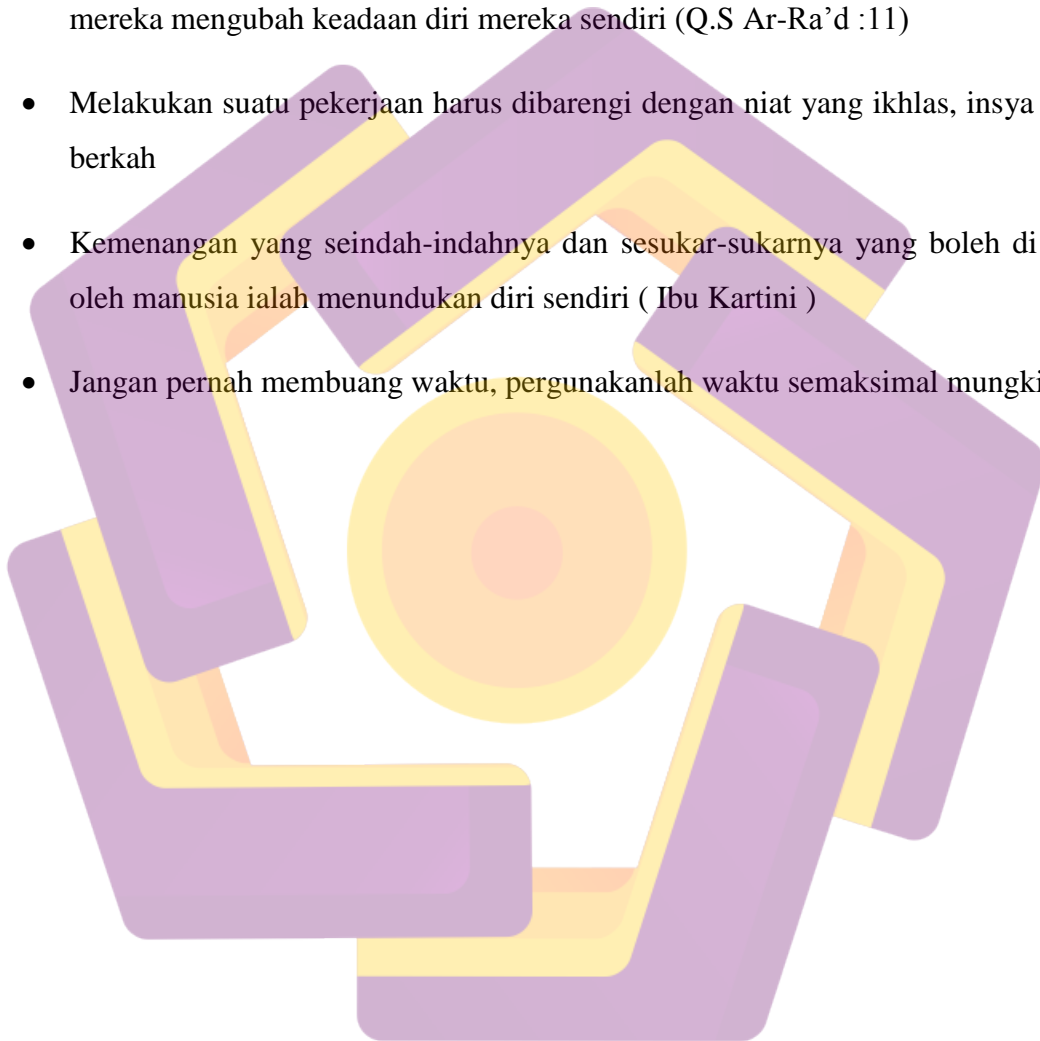 mereka mengubah keadaan diri mereka sendiri (Q.S Ar-Ra’d :11)
• Melakukan suatu pekerjaan harus dibarengi dengan niat yang ikhlas, insya
berkah
• Kemenangan yang seindah-indahnya dan sesukar-sukarnya yang boleh di
oleh manusia ialah menundukan diri sendiri ( Ibu Kartini )
• Jangan pernah membuang waktu, pergunakanlah waktu semaksimal mungki